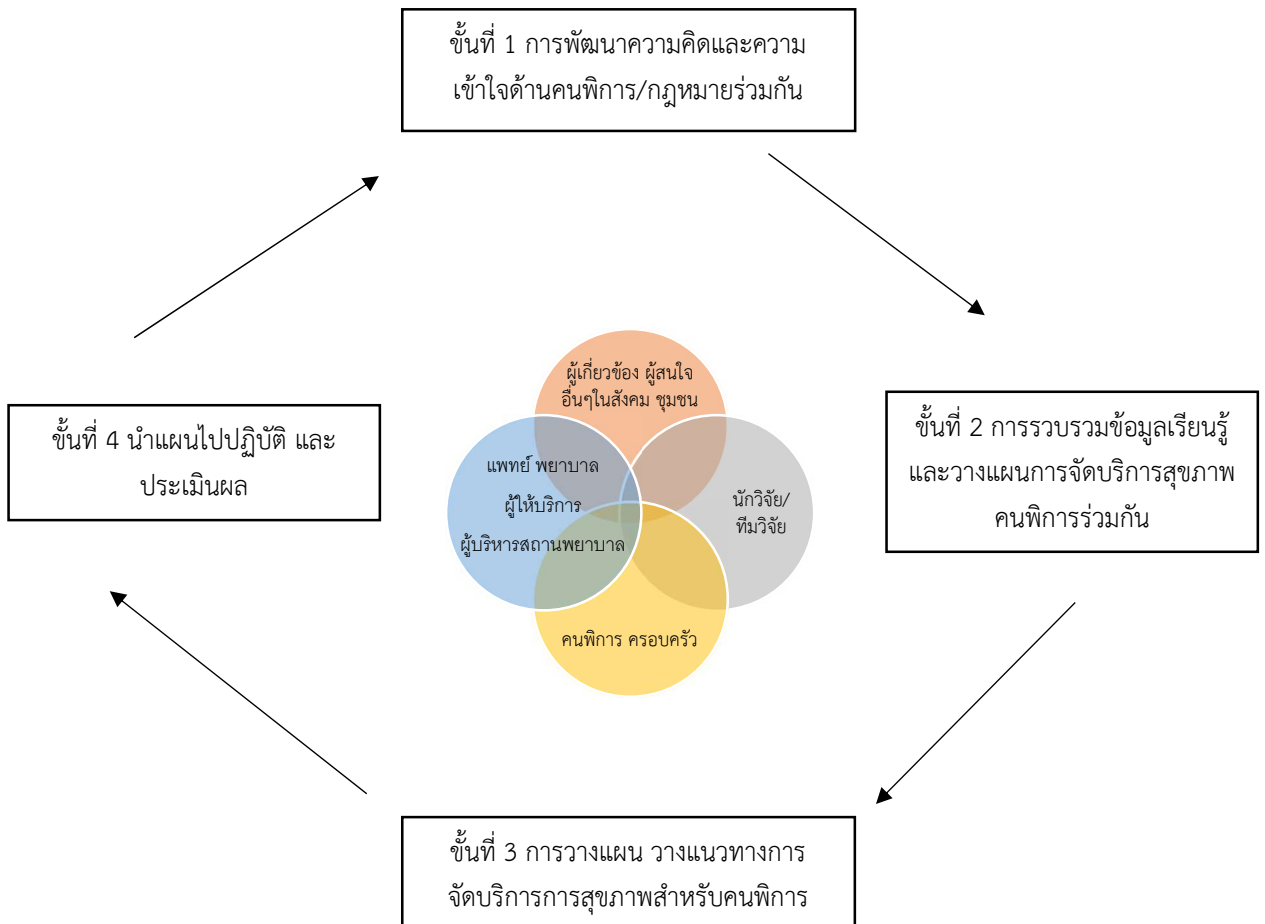 ขั้นที่ 1 การพัฒนาความคิดและความ
เข้าใจด้านคนพิการ/กฎหมายร่วมกัน
ผู้เกี่ยวข้อง ผู้สนใจ
อื่นๆในสังคม ชุมชน
ขั้นที่ 4 นำแผนไปปฏิบัติ และ
ประเมินผล
แพทย์ พยาบาล
ผู้ให้บริการ
ผู้บริหารสถานพยาบาล
นักวิจัย/
ทีมวิจัย
ขั้นที่ 2 การรวบรวมข้อมูลเรียนรู้
และวางแผนการจัดบริการสุขภาพ
คนพิการร่วมกัน
คนพิการ ครอบครัว
ขั้นที่ 3 การวางแผน วางแนวทางการ
จัดบริการการสุขภาพสำหรับคนพิการ